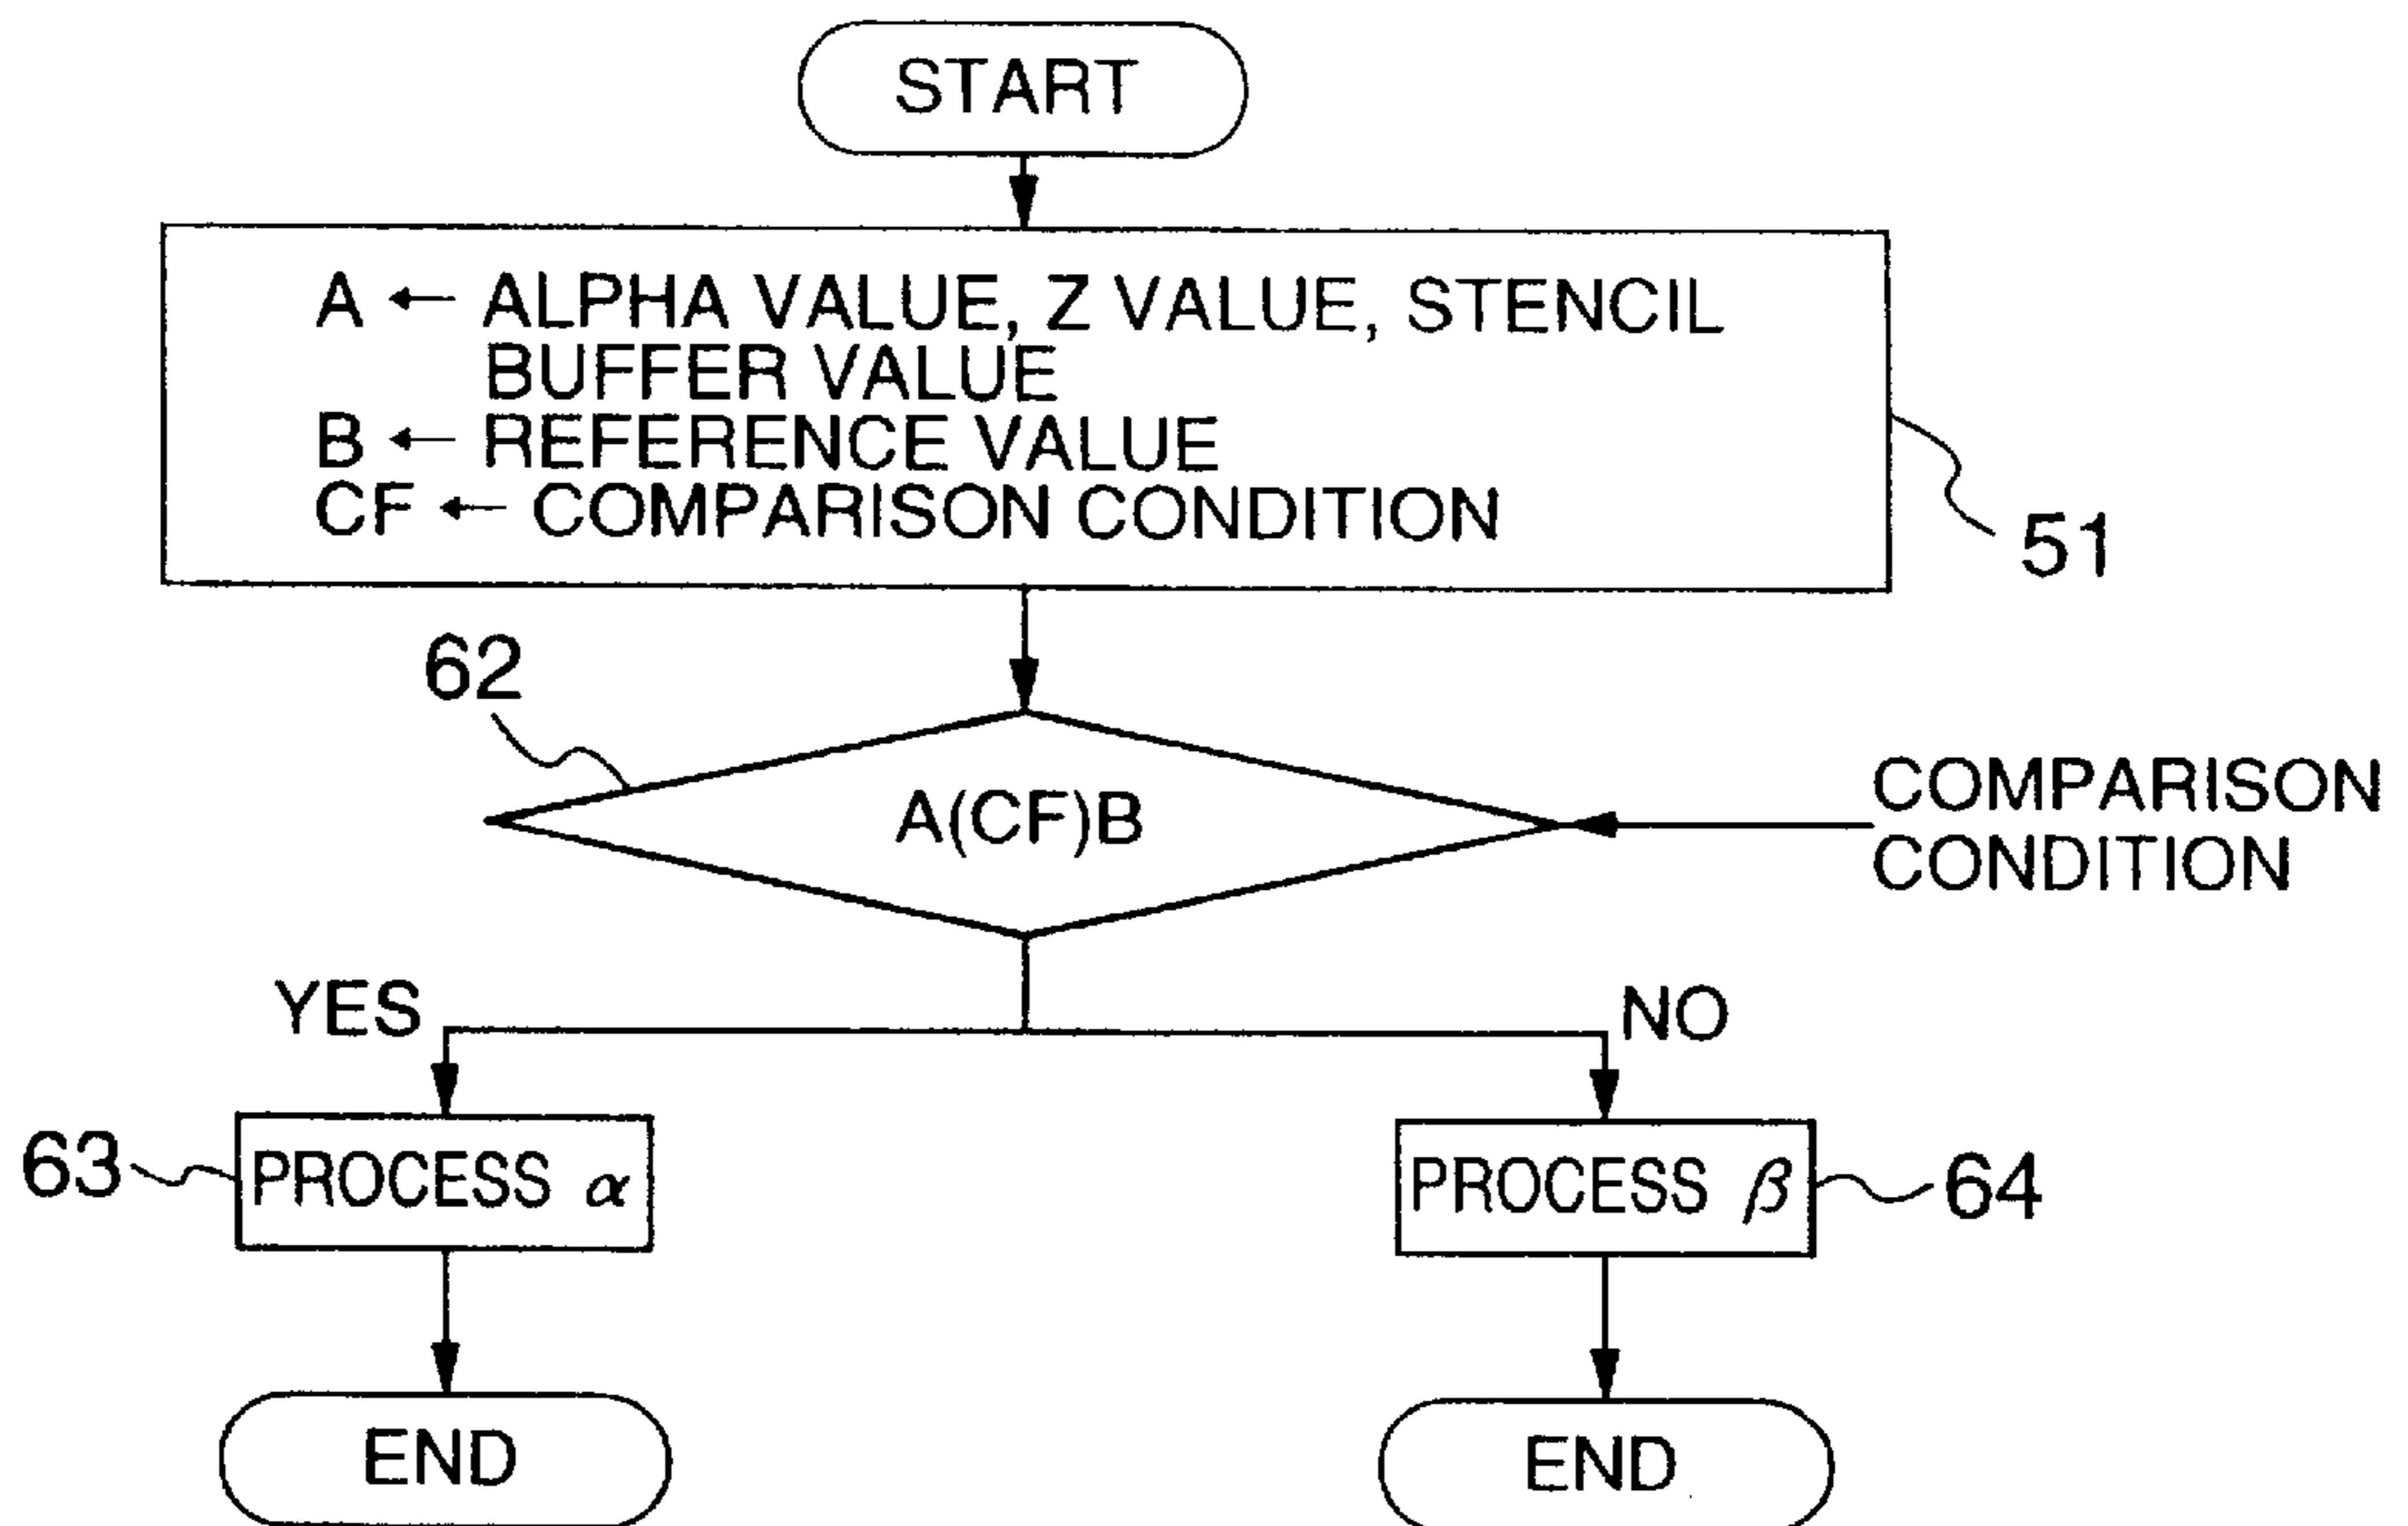 START
A ← ALPHA VALUE, Z VALUE, STENCIL
BUFFER VALUE
B ← REFERENCE VALUE
CF ← COMPARISON CONDITION
51
62
A(CF)B
COMPARISON
CONDITION
YES
NO
63
PROCESS α
PROCESS β
64
END
END